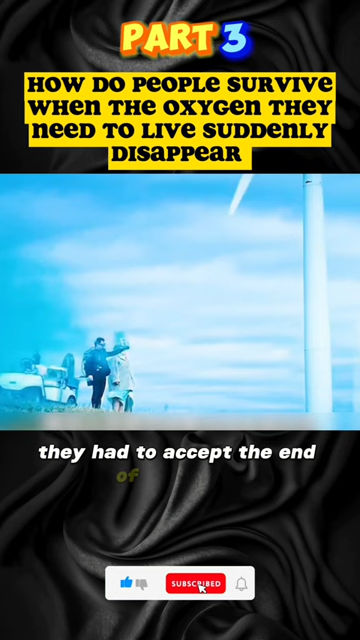 PART 3
HOW DO PEOPLE SURVIVE
WHEN THE OXYGEN THEY
NEED TO LIVE SUDDENLY
DISAPPEAR
they had to accept the end
of
SUBSCRIBED